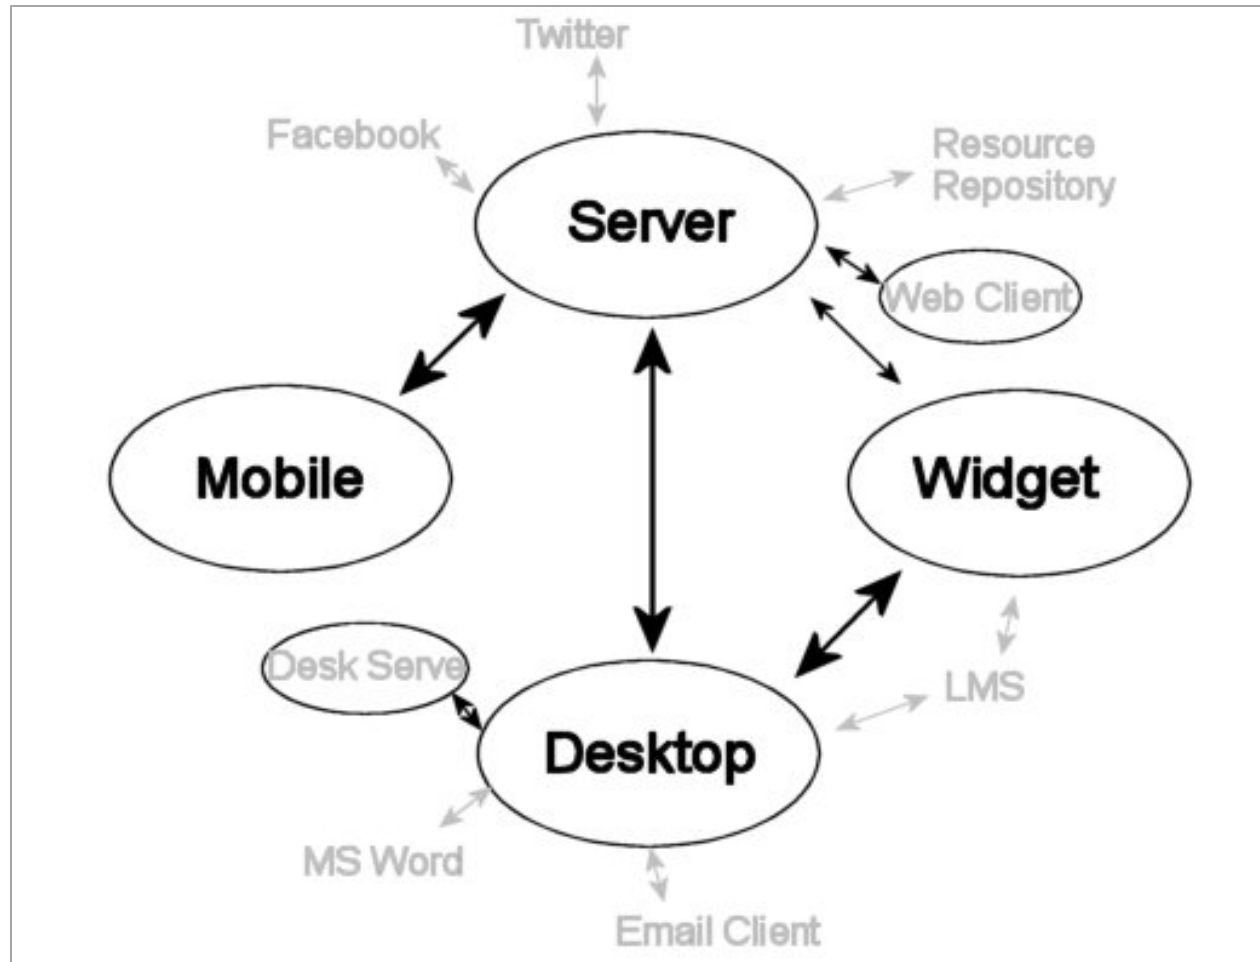 Twitter
Facebook
Resource
Repository
Server
Web Client
Mobile
Widget
Desk Serve
LMS
Desktop
MS Word
Email Client